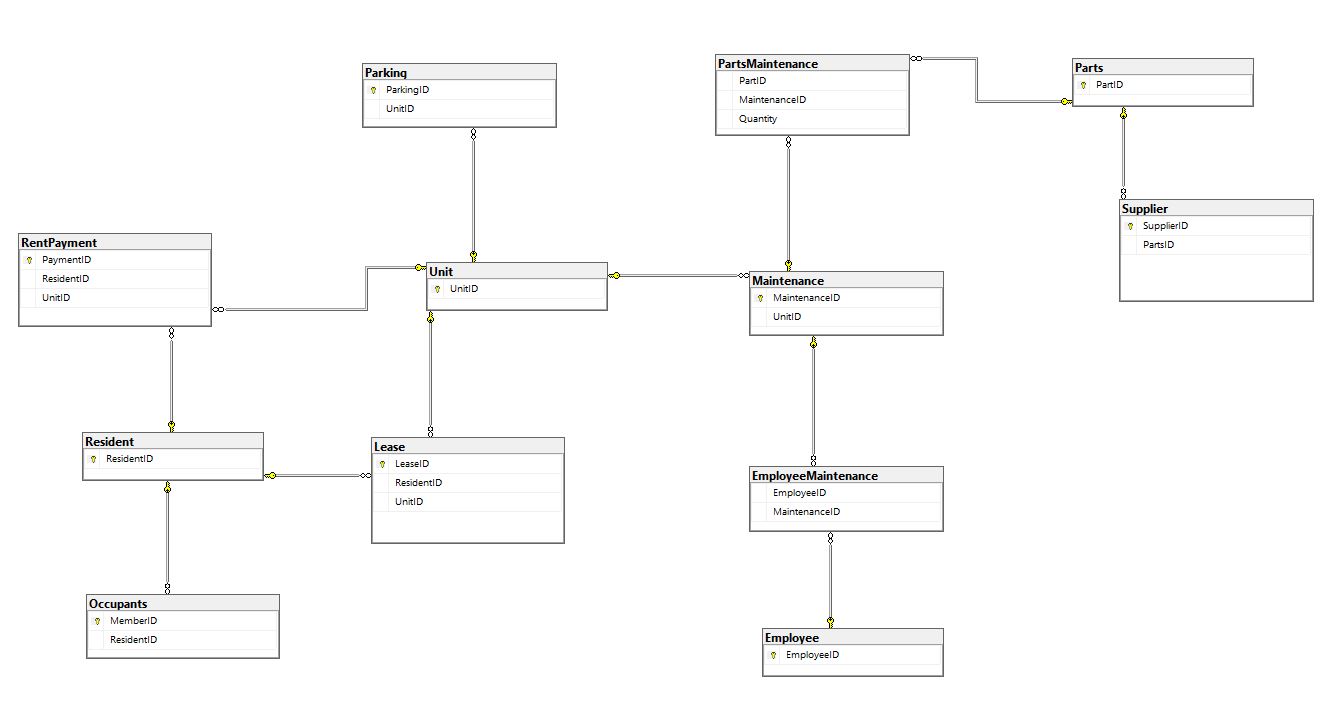 Parking
ParkingID
UnitID
PartsMaintenance
PartID
MaintenanceID
Quantity
Parts
PartID
Supplier
SupplierID
PartsID
RentPayment
PaymentID
ResidentID
UnitID
Unit
UnitID
Maintenance
MaintenanceID
UnitID
Resident
ResidentID
Lease
LeaseID
ResidentID
UnitID
EmployeeMaintenance
EmployeeID
MaintenanceID
Occupants
MemberID
ResidentID
Employee
EmployeeID